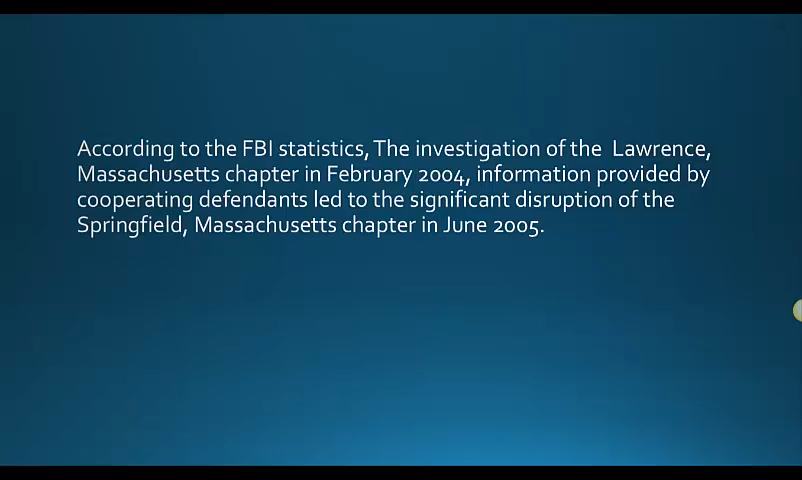 According to the FBI statistics, The investigation of the  Lawrence,
Massachusetts chapter in February 2004, information provided by
cooperating defendants led to the significant disruption of the
Springfield, Massachusetts chapter in June 2005.